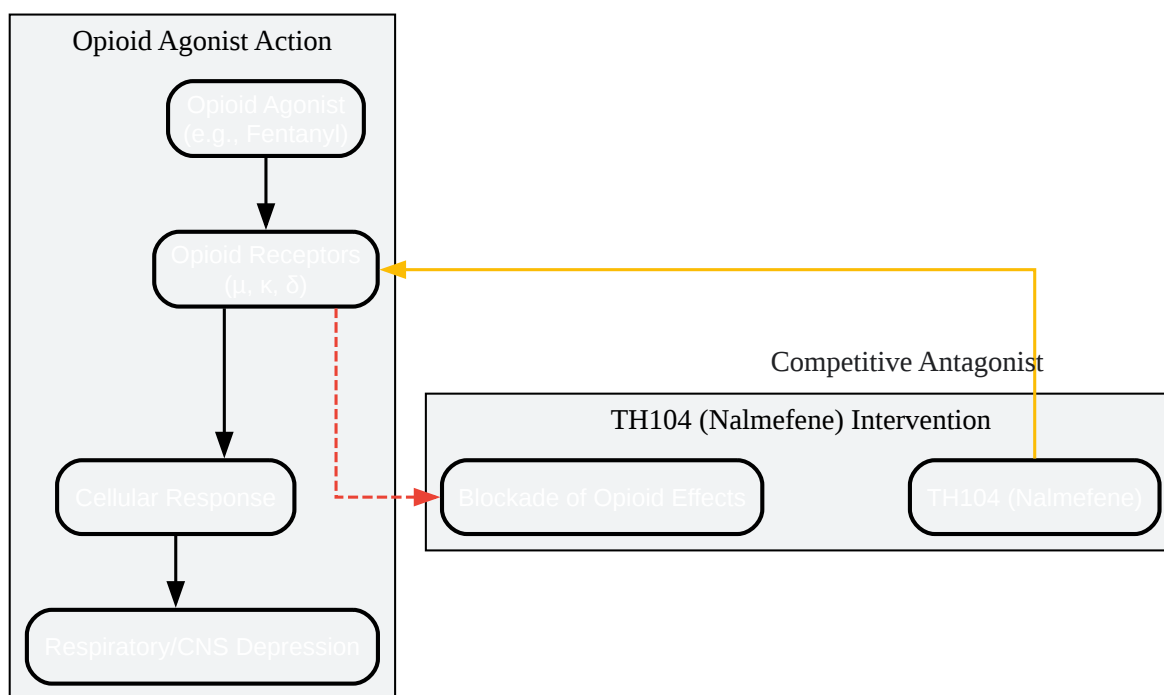 Opioid Agonist Action
Opioid Agonist
(e.g., Fentanyl)
Opioid Receptors
(μ, κ, δ)
Cellular Response
Respiratory/CNS Depression
Competitive Antagonist
TH104 (Nalmefene) Intervention
Blockade of Opioid Effects
TH104 (Nalmefene)